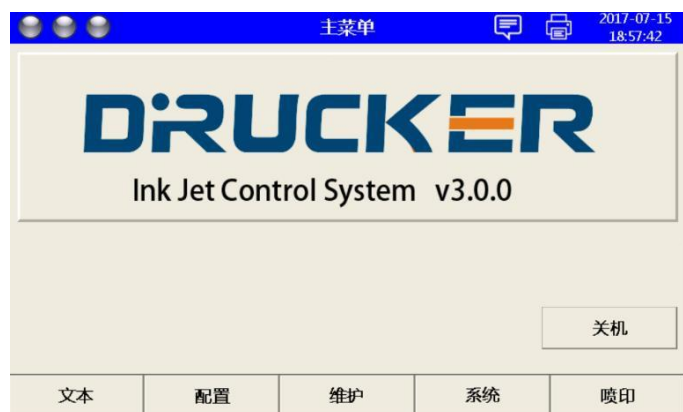 主菜单
2017-07-15
18:57:42
DRUCKER
Ink Jet Control System v3.0.0
关机
文本 配置 维护 系统 喷印